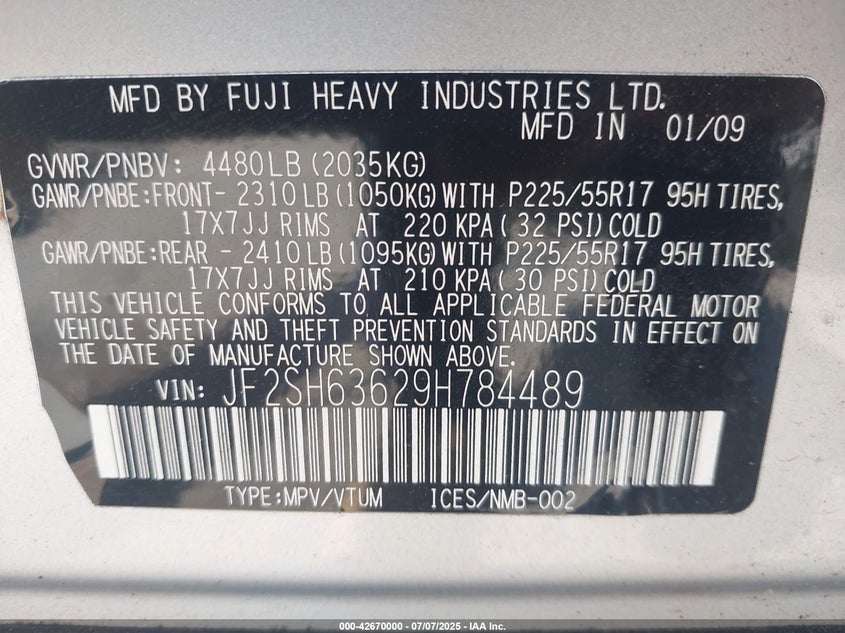 MFD BY FUJI HEAVY INDUSTRIES LTD.
MFD IN 01/09
GVWR/PNBV: 4480LB (2035KG)
GAWR/PNBE:FRONT- 2310 LB (1050KG) WITH P225/55R17 95H TIRES,
17X7JJ RIMS AT 220 KPA ( 32 PSI) COLD
GAWR/PNBE:REAR - 2410 LB (1095KG) WITH P225/55R17 95H TIRES,
17X7JJ RIMS AT 210 KPA ( 30 PSI) COLD
THIS VEHICLE CONFORMS TO ALL APPLICABLE FEDERAL MOTOR
VEHICLE SAFETY AND THEFT PREVENTION STANDARDS IN EFFECT ON
THE DATE OF MANUFACTURE SHOWN ABOVE.
VIN: JF2SH63629H784489
TYPE:MPV/VTUM ICES/NMB-002
000-42670000 - 07/07/2025 - IAA Inc.